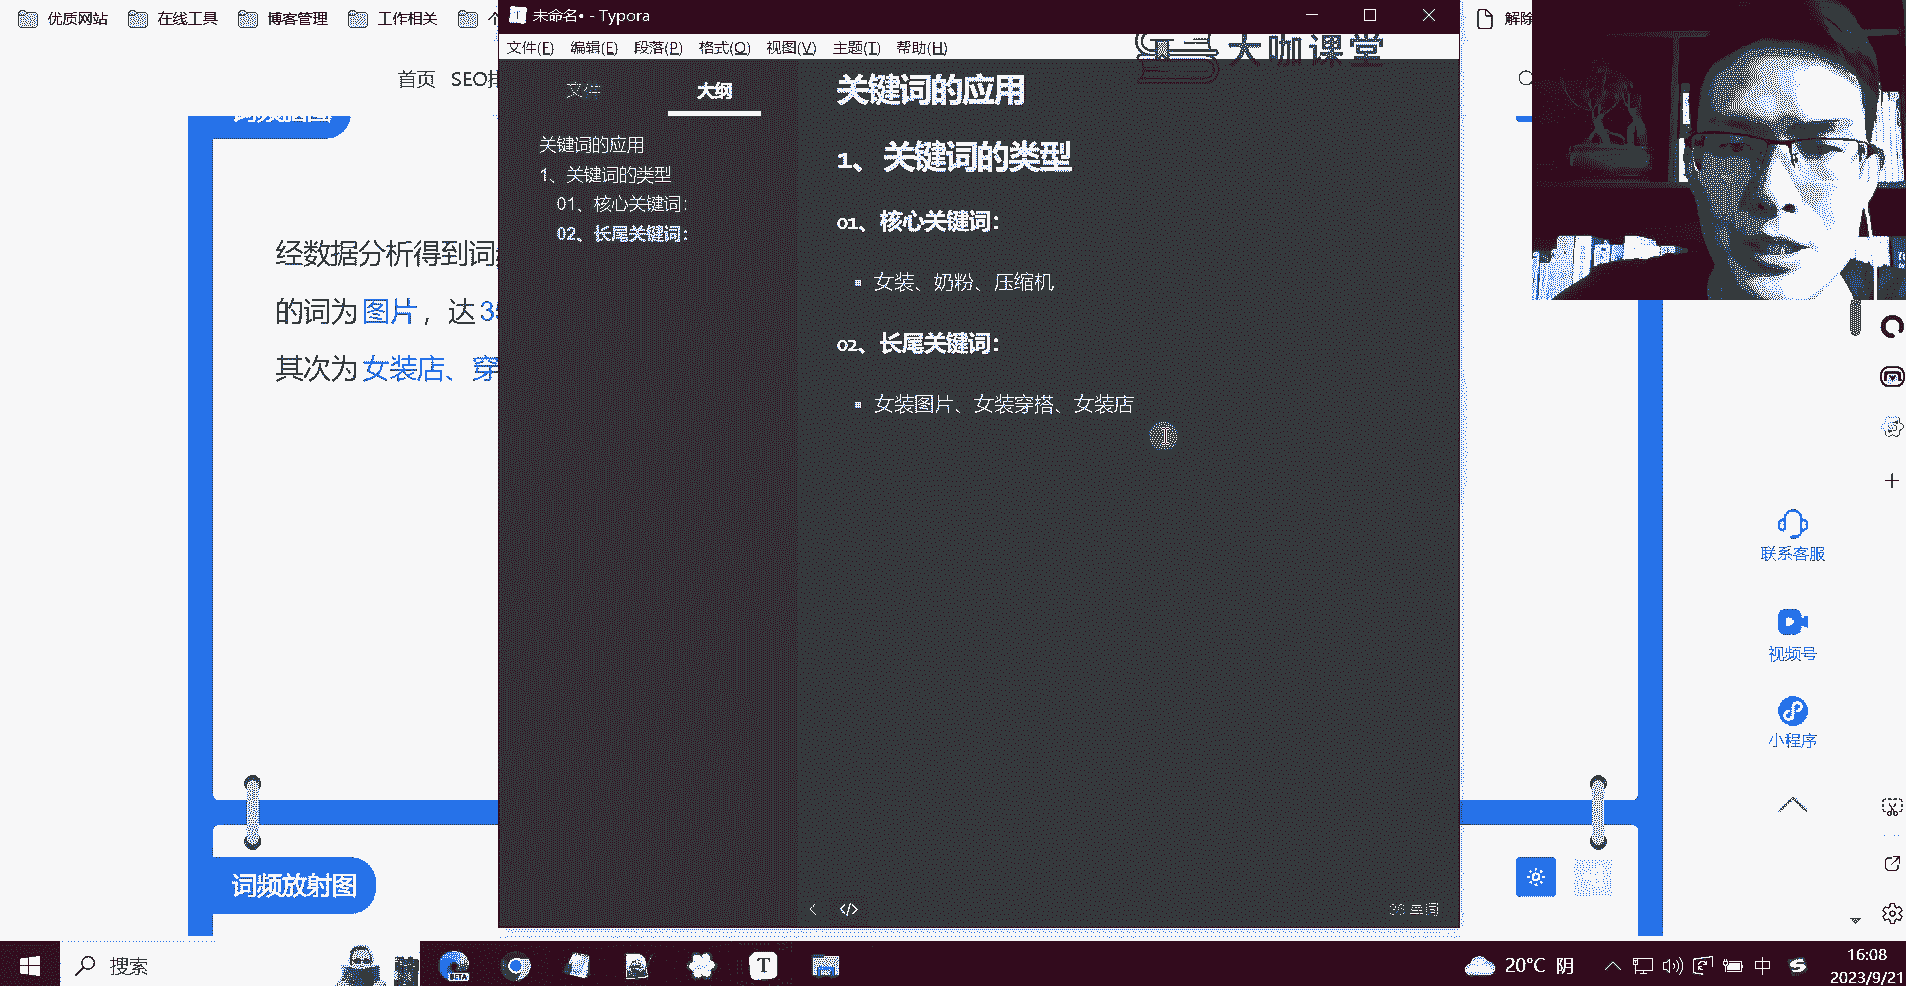 优质网站 在线工具 博客管理 工作相关
未命名• - Typora
解除
文件(F) 编辑(E) 段落(P) 格式(O) 视图(V) 主题(T) 帮助(H)
大咖课堂
首页
文件 大纲
关键词的应用
1、关键词的类型
01、核心关键词：
02、长尾关键词：
关键词的应用
1、关键词的类型
01、核心关键词：
女装、奶粉、压缩机
02、长尾关键词：
女装图片、女装穿搭、女装店
经数据分析得到词
的词为 图片，达
其次为 女装店、穿
联系客服
视频号
小程序
词频放射图
</> 
搜索
BETA
T
20°C 阴
中
16:08
2023/9/21